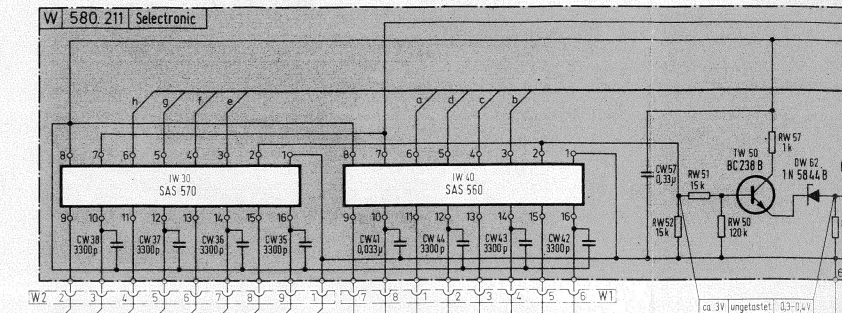 W 580.211 Selectronic
h g f e a d c b
RW 57
1k
8 7 6 5 4 3 2 1 8 7 6 5 4 3 2 1
TW 50
BC 238 B
DW 62
1N 5844 B
CW57
0,33µ
RW 51
15k
IW 30
SAS 570
IW 40
SAS 560
9 10 11 12 13 14 15 16 9 10 11 12 13 14 15 16
RW52
15k
RW 50
120k
CW38
3300p
CW37
3300p
CW36
3300p
CW35
3300p
CW41
0,033µ
CW44
3300p
CW43
3300p
CW42
3300p
6
W2 2 3 4 5 6 7 8 9 1 7 8 1 2 3 4 5 6 W1
ca 3V ungetastet 0,3-0,4V